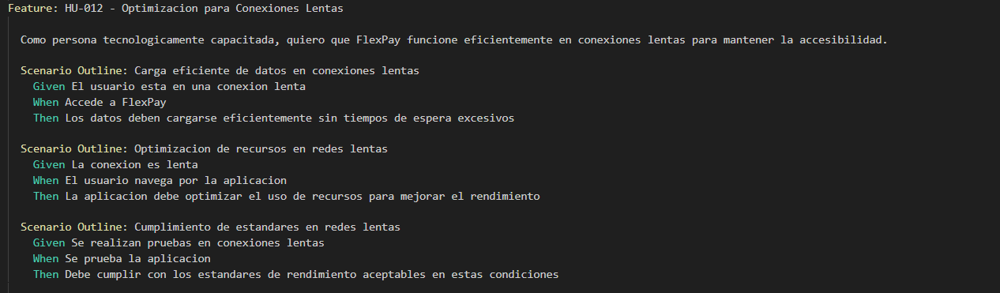 Feature: HU-012 - Optimizacion para Conexiones Lentas
Como persona tecnologicamente capacitada, quiero que FlexPay funcione eficientemente en conexiones lentas para mantener la accesibilidad.
Scenario Outline: Carga eficiente de datos en conexiones lentas
Given El usuario esta en una conexion lenta
When Accede a FlexPay
Then Los datos deben cargarse eficientemente sin tiempos de espera excesivos
Scenario Outline: Optimizacion de recursos en redes lentas
Given La conexion es lenta
When El usuario navega por la aplicacion
Then La aplicacion debe optimizar el uso de recursos para mejorar el rendimiento
Scenario Outline: Cumplimiento de estandares en redes lentas
Given Se realizan pruebas en conexiones lentas
When Se prueba la aplicacion
Then Debe cumplir con los estandares de rendimiento aceptables en estas condiciones